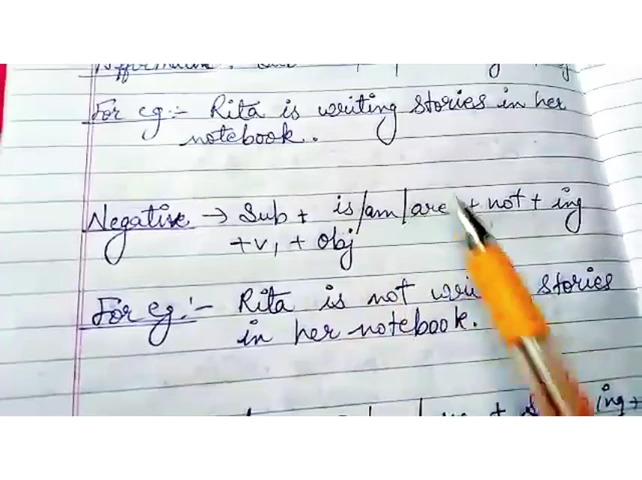 For eg:- Rita is writing stories in her
notebook.
Negative → Sub + is/am/are + not + ing
+v₁ + obj
For eg:- Rita is not stories
in her notebook.